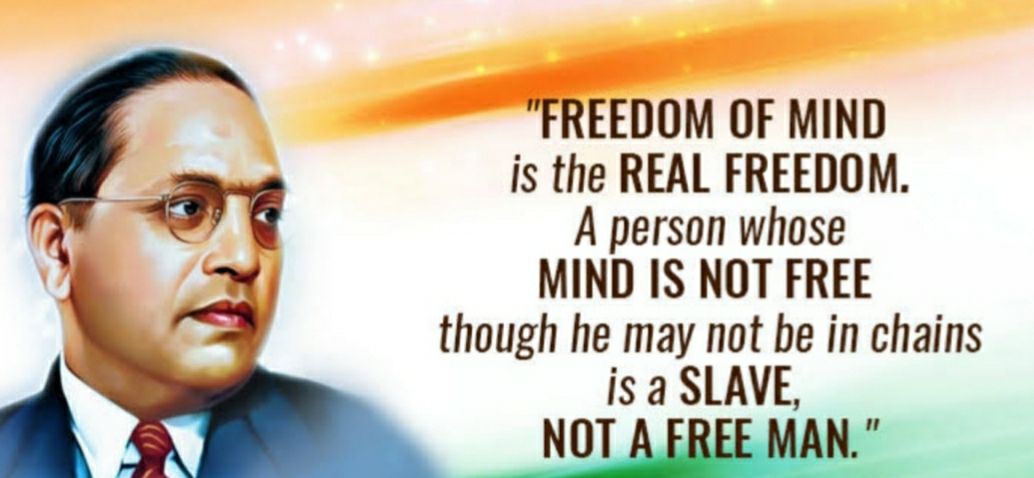 "FREEDOM OF MIND
is the REAL FREEDOM.
A person whose
MIND IS NOT FREE
though he may not be in chains
is a SLAVE,
NOT A FREE MAN."